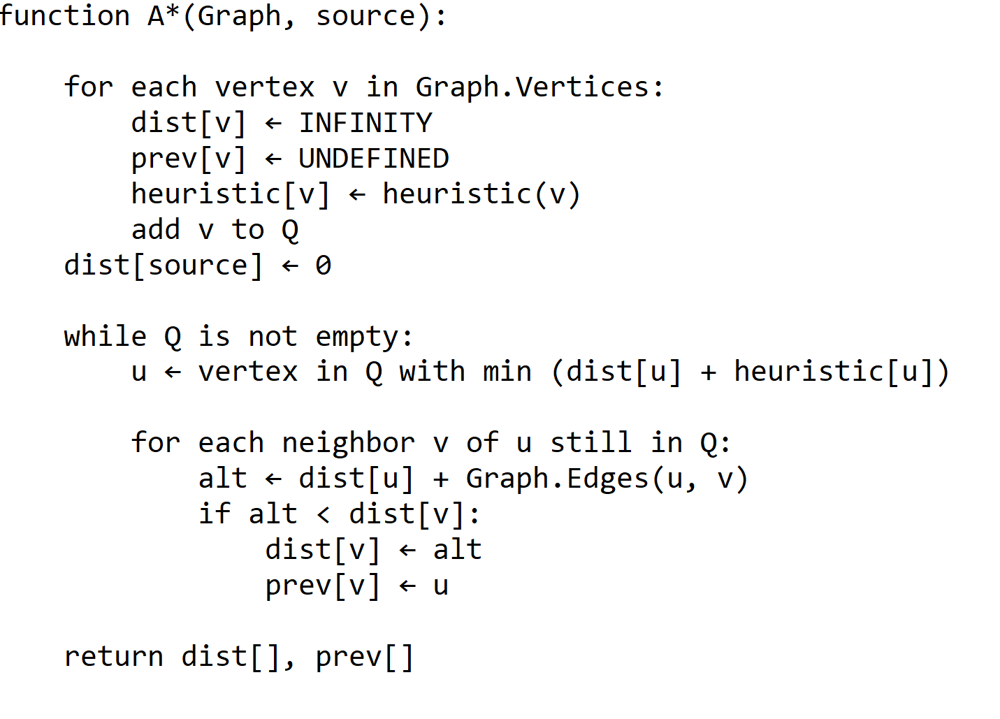 function A*(Graph, source):
for each vertex v in Graph.Vertices:
dist[v] ← INFINITY
prev[v] ← UNDEFINED
heuristic[v] ← heuristic(v)
add v to Q
dist[source] ← 0
while Q is not empty:
u ← vertex in Q with min (dist[u] + heuristic[u])
for each neighbor v of u still in Q:
alt ← dist[u] + Graph.Edges(u, v)
if alt < dist[v]:
dist[v] ← alt
prev[v] ← u
return dist[], prev[]